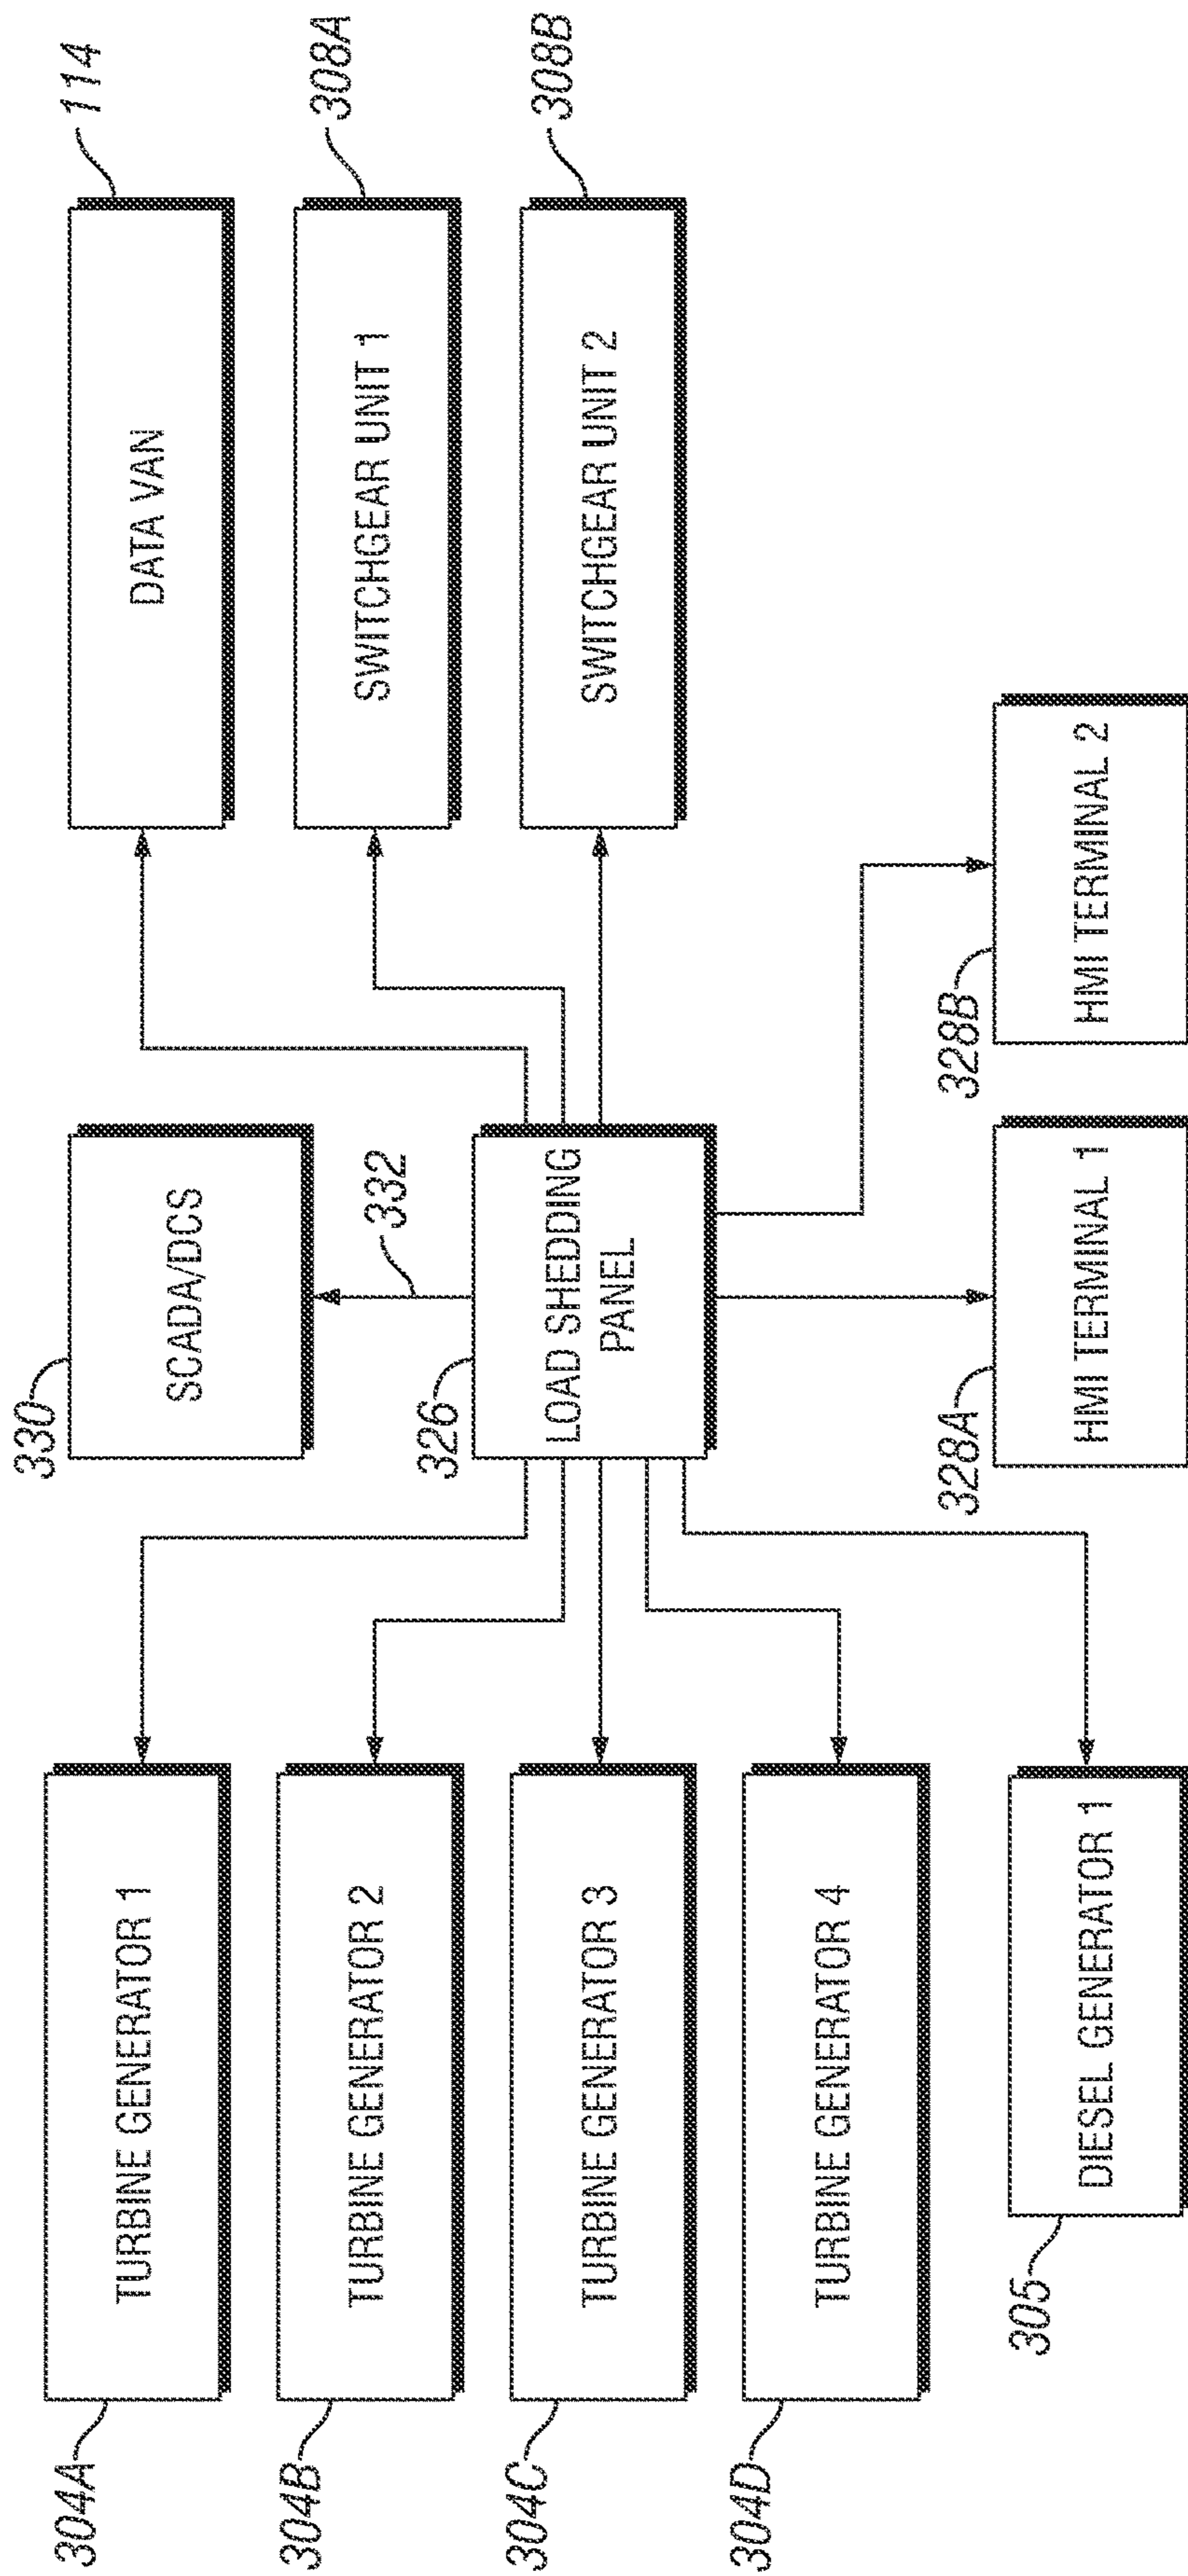 304A
TURBINE GENERATOR 1
304B
TURBINE GENERATOR 2
304C
TURBINE GENERATOR 3
304D
TURBINE GENERATOR 4
305
DIESEL GENERATOR 1
330
SCADA/DCS
332
326
LOAD SHEDDING
PANEL
328A
HMI TERMINAL 1
328B
HMI TERMINAL 2
114
DATA VAN
308A
SWITCHGEAR UNIT 1
308B
SWITCHGEAR UNIT 2